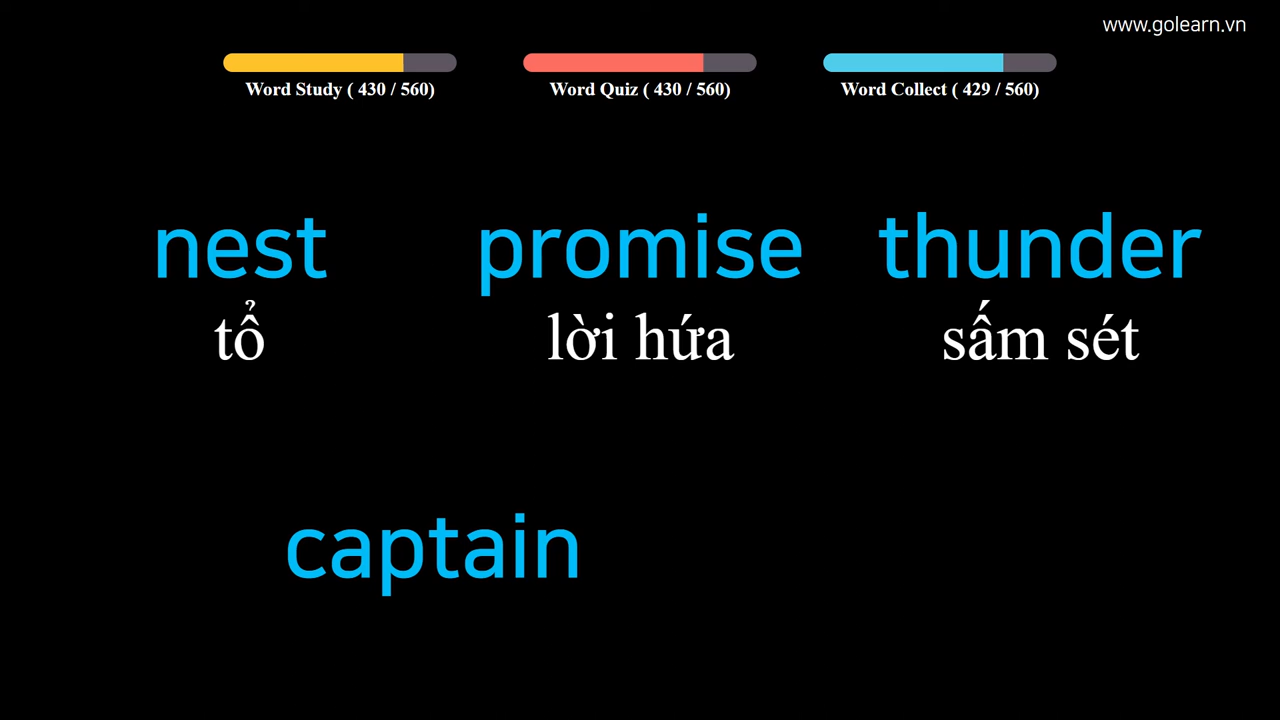 www.golearn.vn
Word Study ( 430 / 560)
Word Quiz ( 430 / 560)
Word Collect ( 429 / 560)
nest
tổ
promise
lời hứa
thunder
sấm sét
captain